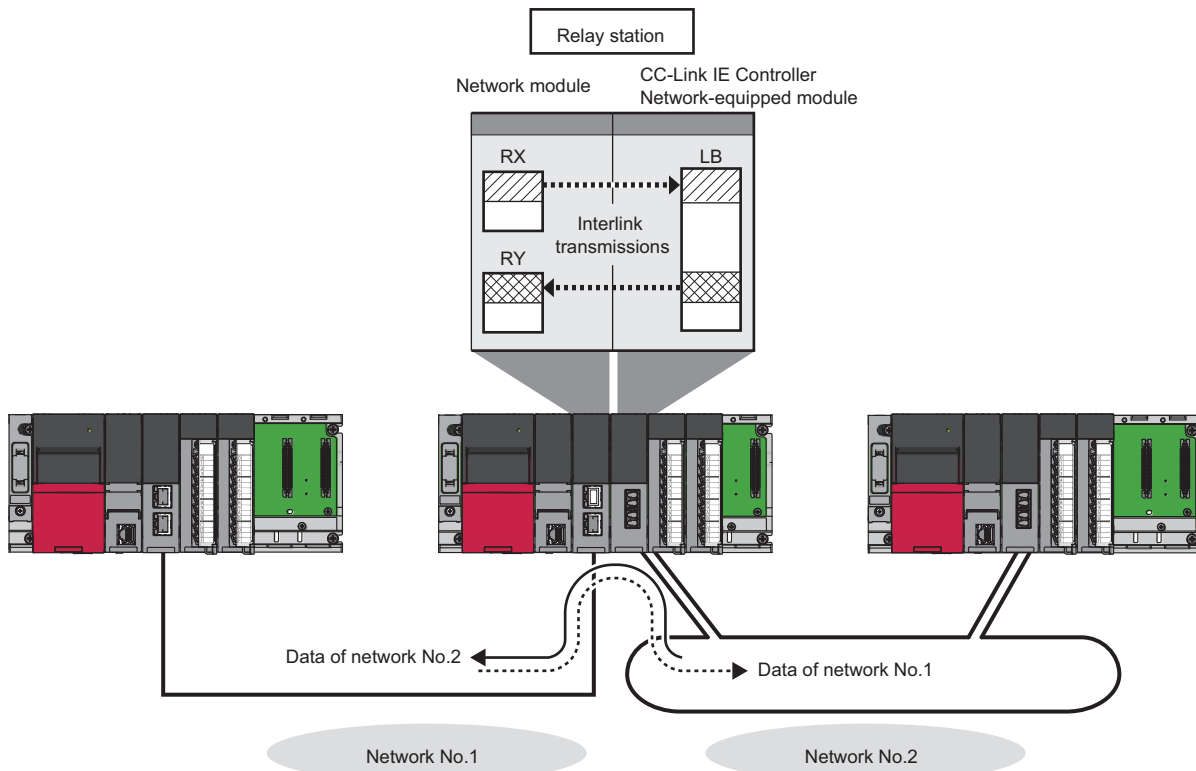 Relay station
Network module
CC-Link IE Controller
Network-equipped module
RX
LB
Interlink
transmissions
RY
Data of network No.2
Data of network No.1
Network No.1
Network No.2